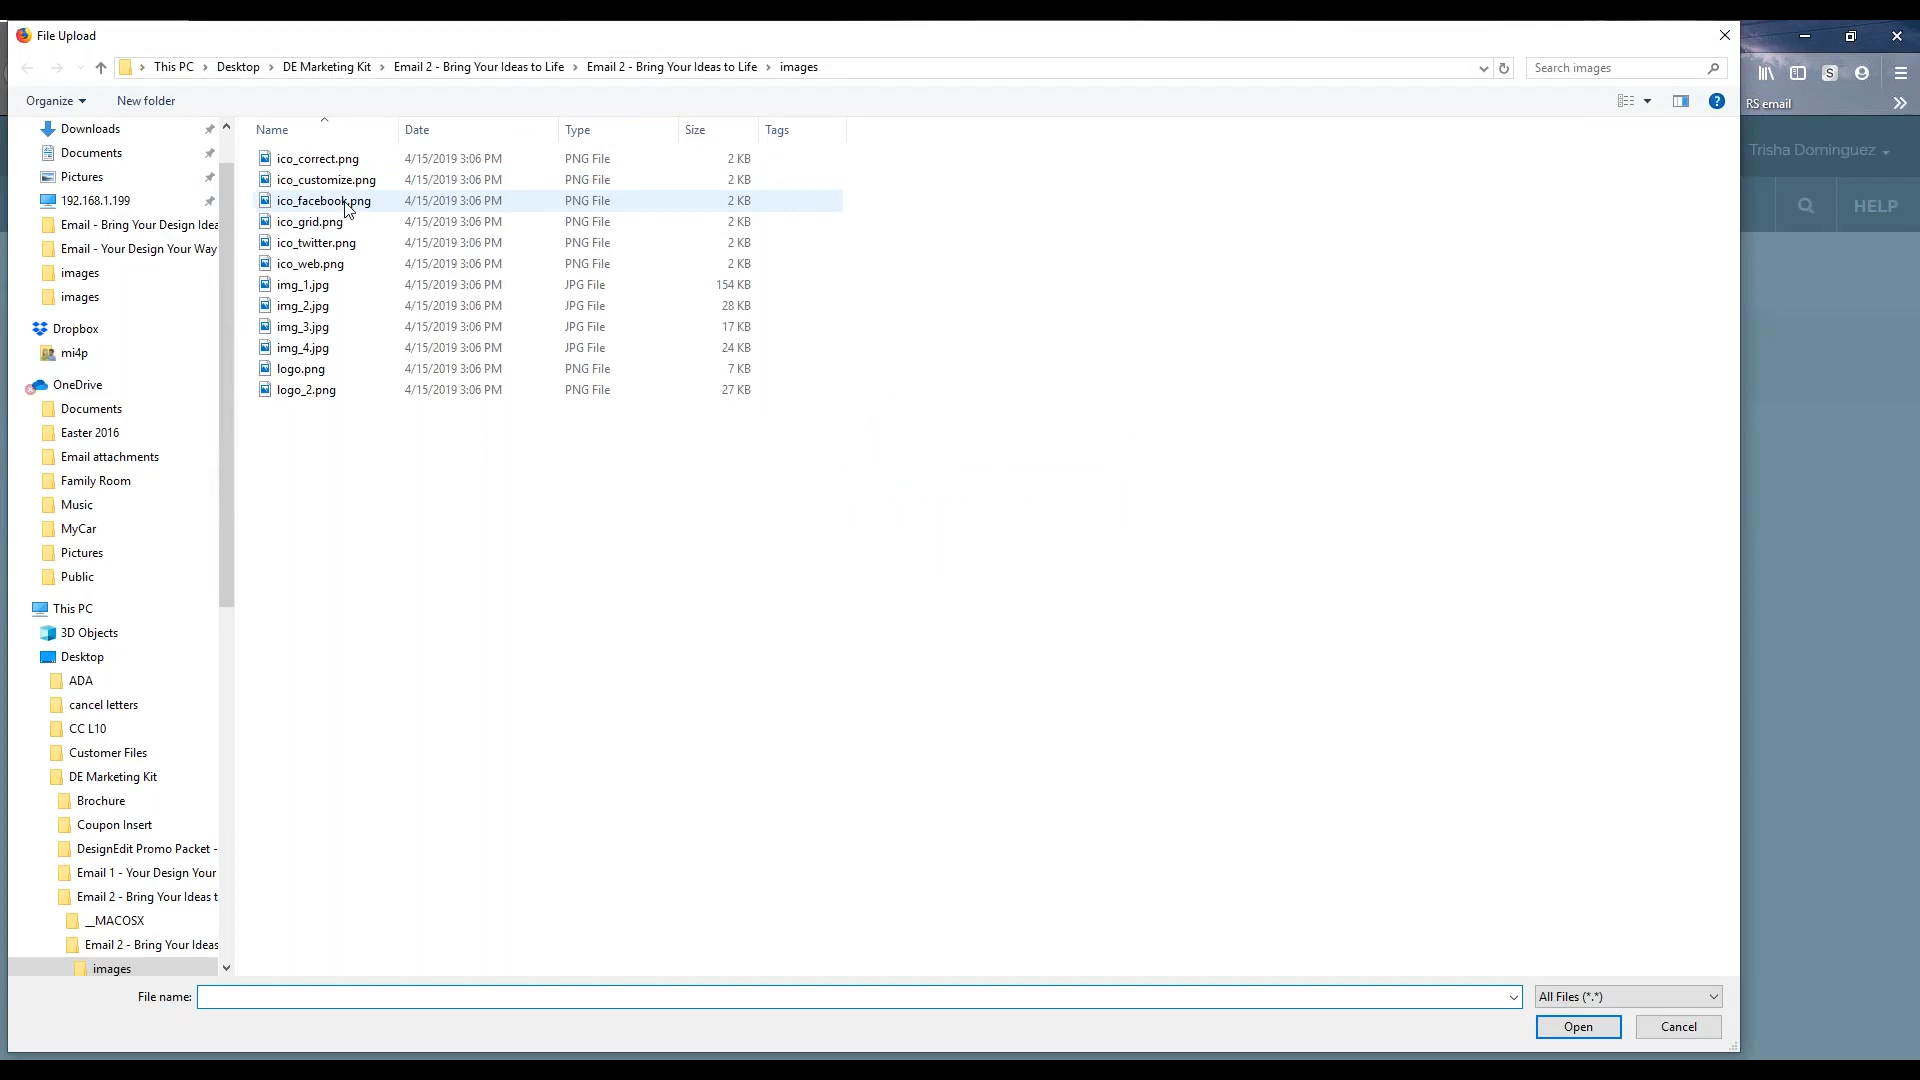 File Upload
This PC > Desktop > DE Marketing Kit > Email 2 - Bring Your Ideas to Life > Email 2 - Bring Your Ideas to Life > images
Search images
Organize
New folder
RS email
Trisha Dominguez
HELP
Downloads
Documents
Pictures
192.168.1.199
Email - Bring Your Design Idea
Email - Your Design Your Way
images
images
Dropbox
mi4p
OneDrive
Documents
Easter 2016
Email attachments
Family Room
Music
MyCar
Pictures
Public
This PC
3D Objects
Desktop
ADA
cancel letters
CC L10
Customer Files
DE Marketing Kit
Brochure
Coupon Insert
DesignEdit Promo Packet -
Email 1 - Your Design Your
Email 2 - Bring Your Ideas t
__MACOSX
Email 2 - Bring Your Ideas
images
Name Date Type Size Tags
ico_correct.png 4/15/2019 3:06 PM PNG File 2 KB
ico_customize.png 4/15/2019 3:06 PM PNG File 2 KB
ico_facebook.png 4/15/2019 3:06 PM PNG File 2 KB
ico_grid.png 4/15/2019 3:06 PM PNG File 2 KB
ico_twitter.png 4/15/2019 3:06 PM PNG File 2 KB
ico_web.png 4/15/2019 3:06 PM PNG File 2 KB
img_1.jpg 4/15/2019 3:06 PM JPG File 154 KB
img_2.jpg 4/15/2019 3:06 PM JPG File 28 KB
img_3.jpg 4/15/2019 3:06 PM JPG File 17 KB
img_4.jpg 4/15/2019 3:06 PM JPG File 24 KB
logo.png 4/15/2019 3:06 PM PNG File 7 KB
logo_2.png 4/15/2019 3:06 PM PNG File 27 KB
File name:
All Files (*.*)
Open
Cancel